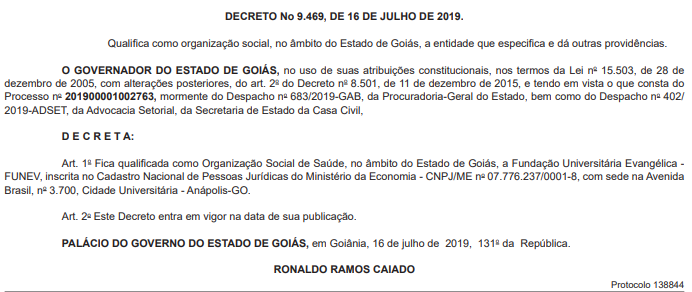 DECRETO No 9.469, DE 16 DE JULHO DE 2019.
Qualifica como organização social, no âmbito do Estado de Goiás, a entidade que especifica e dá outras providências.
O GOVERNADOR DO ESTADO DE GOIÁS, no uso de suas atribuições constitucionais, nos termos da Lei nº 15.503, de 28 de
dezembro de 2005, com alterações posteriores, do art. 2º do Decreto nº 8.501, de 11 de dezembro de 2015, e tendo em vista o que consta do
Processo nº 201900001002763, mormente do Despacho nº 683/2019-GAB, da Procuradoria-Geral do Estado, bem como do Despacho nº 402/
2019-ADSET, da Advocacia Setorial, da Secretaria de Estado da Casa Civil,
D E C R E T A:
Art. 1º Fica qualificada como Organização Social de Saúde, no âmbito do Estado de Goiás, a Fundação Universitária Evangélica -
FUNEV, inscrita no Cadastro Nacional de Pessoas Jurídicas do Ministério da Economia - CNPJ/ME nº 07.776.237/0001-8, com sede na Avenida
Brasil, nº 3.700, Cidade Universitária - Anápolis-GO.
Art. 2º Este Decreto entra em vigor na data de sua publicação.
PALÁCIO DO GOVERNO DO ESTADO DE GOIÁS, em Goiânia, 16 de julho de 2019, 131º da República.
RONALDO RAMOS CAIADO
Protocolo 138844